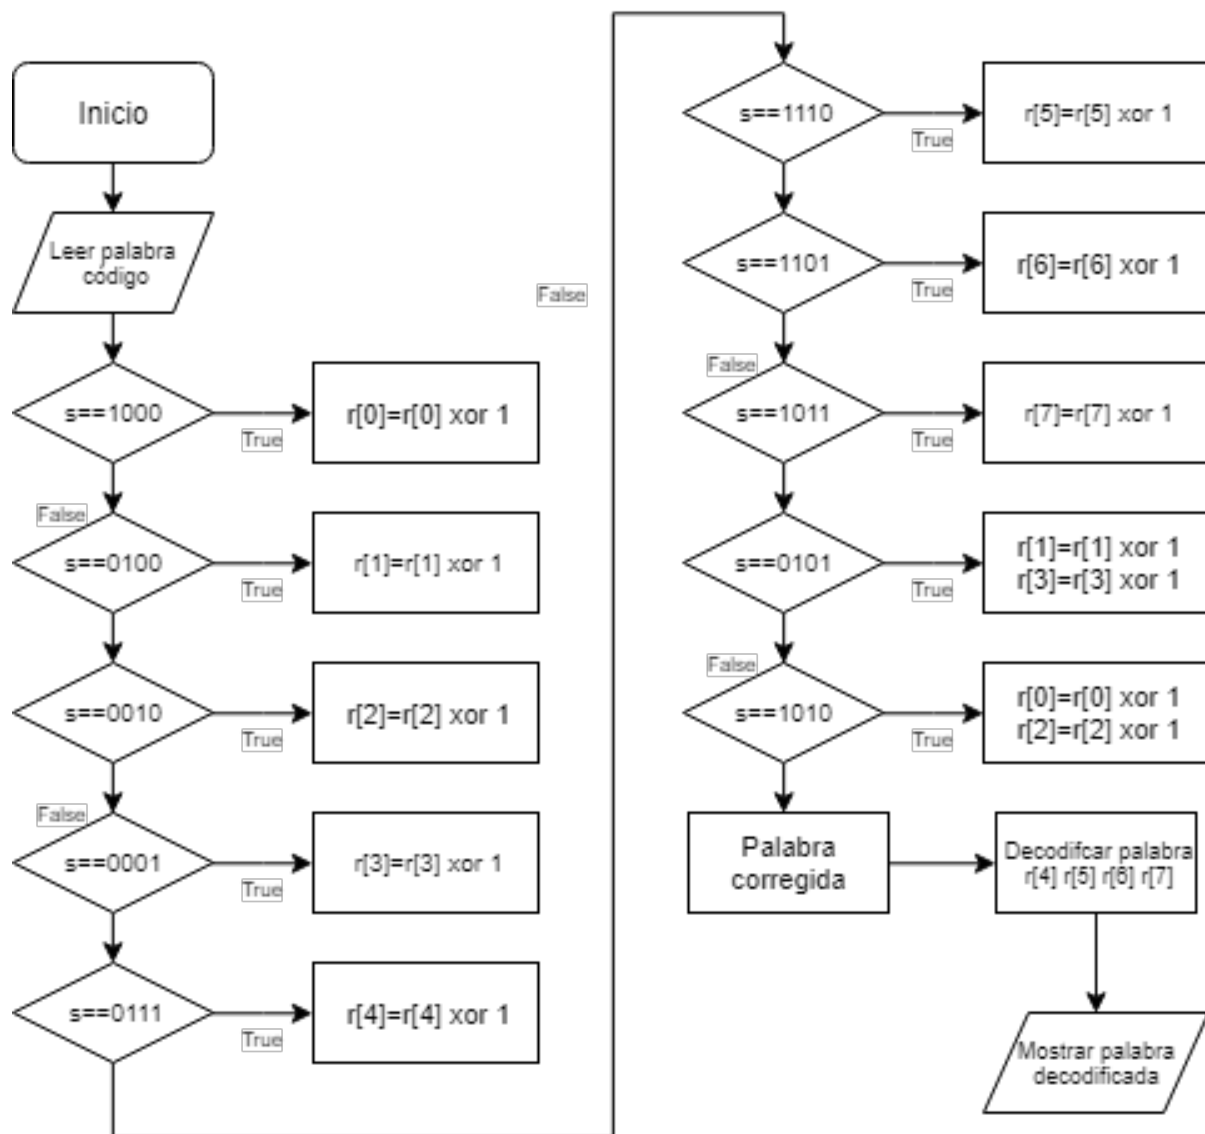 Inicio
Leer palabra
código
s==1000
True
r[0]=r[0] xor 1
False
s==0100
True
r[1]=r[1] xor 1
s==0010
True
r[2]=r[2] xor 1
False
s==0001
True
r[3]=r[3] xor 1
s==0111
True
r[4]=r[4] xor 1
False
s==1110
True
r[5]=r[5] xor 1
s==1101
True
r[6]=r[6] xor 1
False
s==1011
True
r[7]=r[7] xor 1
s==0101
True
r[1]=r[1] xor 1
r[3]=r[3] xor 1
False
s==1010
True
r[0]=r[0] xor 1
r[2]=r[2] xor 1
Palabra
corregida
Decodifcar palabra
r[4] r[5] r[6] r[7]
Mostrar palabra
decodificada